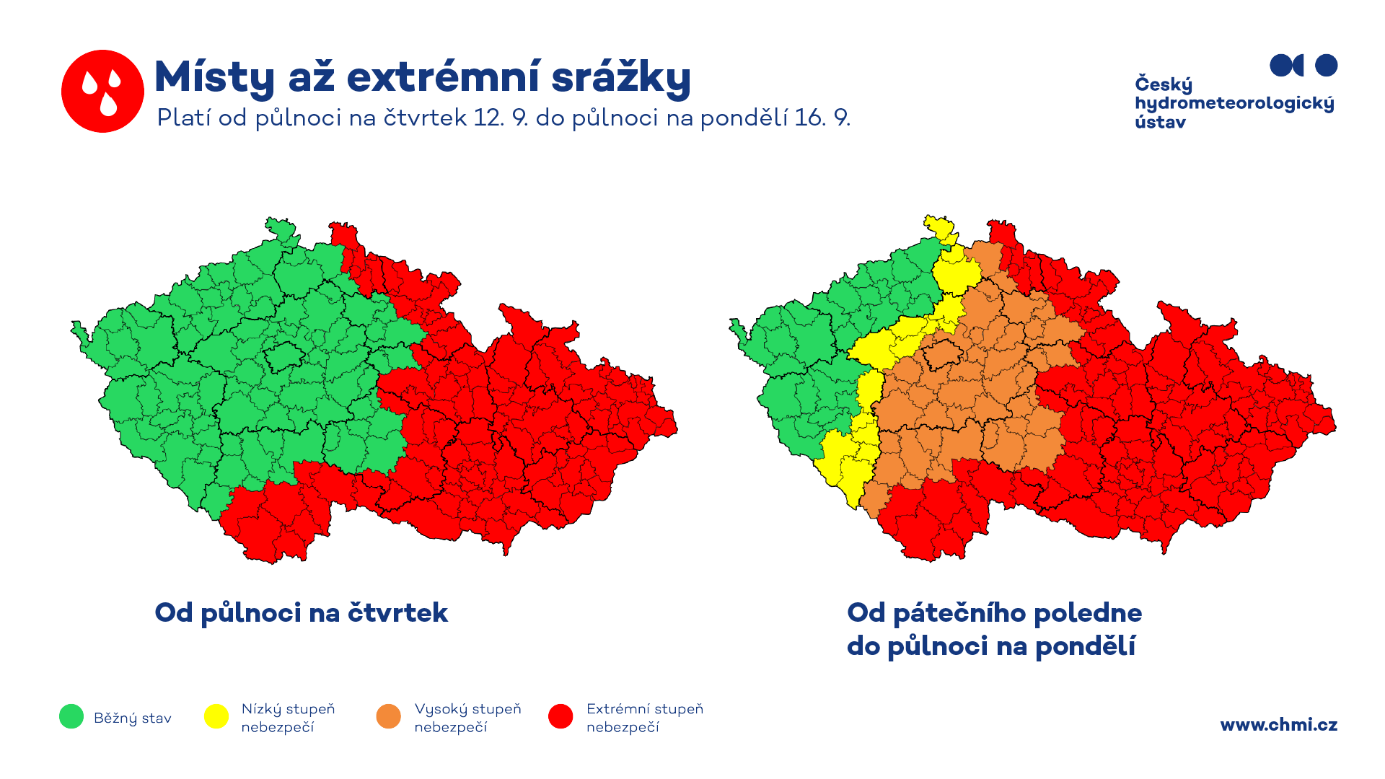 Místy až extrémní srážky
Platí od půlnoci na čtvrtek 12. 9. do půlnoci na pondělí 16. 9.
Český
hydrometeorologický
ústav
Od půlnoci na čtvrtek
Od pátečního poledne
do půlnoci na pondělí
Běžný stav
Nízký stupeň
nebezpečí
Vysoký stupeň
nebezpečí
Extrémní stupeň
nebezpečí
www.chmi.cz